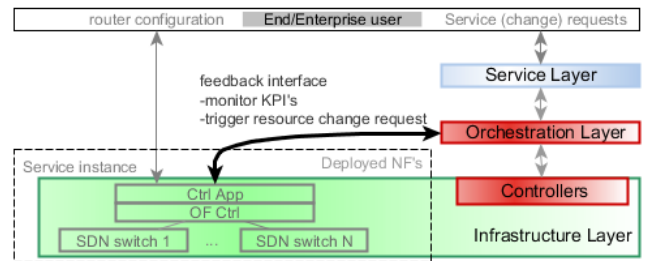 router configuration End/Enterprise user Service (change) requests
Service Layer
feedback interface
-monitor KPI's
-trigger resource change request
Orchestration Layer
Deployed NF's
Service instance
Ctrl App
Controllers
OF Ctrl
SDN switch 1 ... SDN switch N
Infrastructure Layer